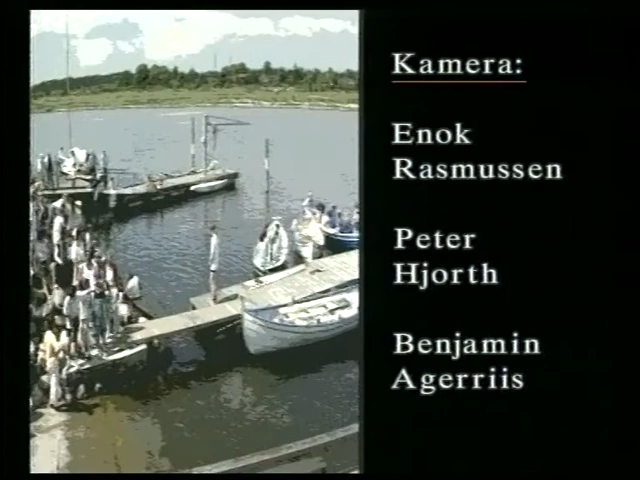 Kamera:
Enok
Rasmussen
Peter
Hjorth
Benjamin
Agerriis